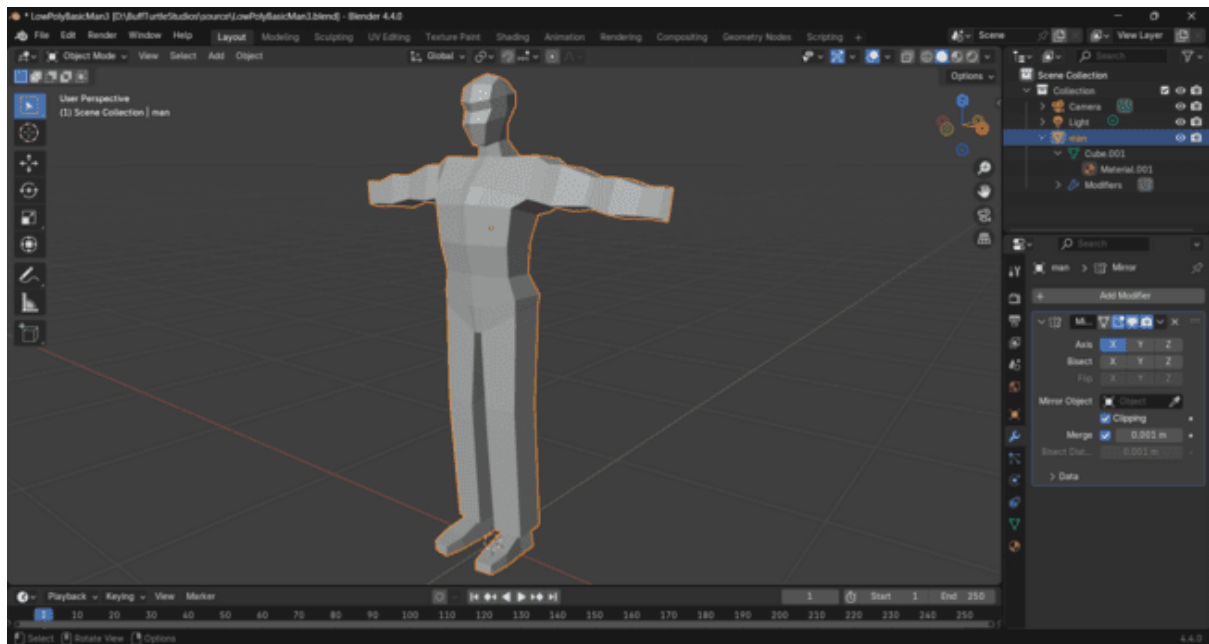 * LowPolyBasicMan3 [D:\BuffTurtleStudios\source\LowPolyBasicMan3.blend] - Blender 4.4.0
File Edit Render Window Help Layout Modeling Sculpting UV Editing Texture Paint Shading Animation Rendering Compositing Geometry Nodes Scripting + Scene View Layer
Object Mode View Select Add Object Global Search
Options
User Perspective
(1) Scene Collection | man
Scene Collection
Collection
Camera
Light
man
Cube.001
Material.001
Modifiers
Search
man > Mirror
+ Add Modifier
Mi...
Axis X Y Z
Bisect X Y Z
Flip X Y Z
Mirror Object Object
Clipping
Merge 0.001 m
Bisect Dist... 0.001 m
> Data
Playback Keying View Marker 1 Start 1 End 250
1 10 20 30 40 50 60 70 80 90 100 110 120 130 140 150 160 170 180 190 200 210 220 230 240 250
Select Rotate View Options 4.4.0